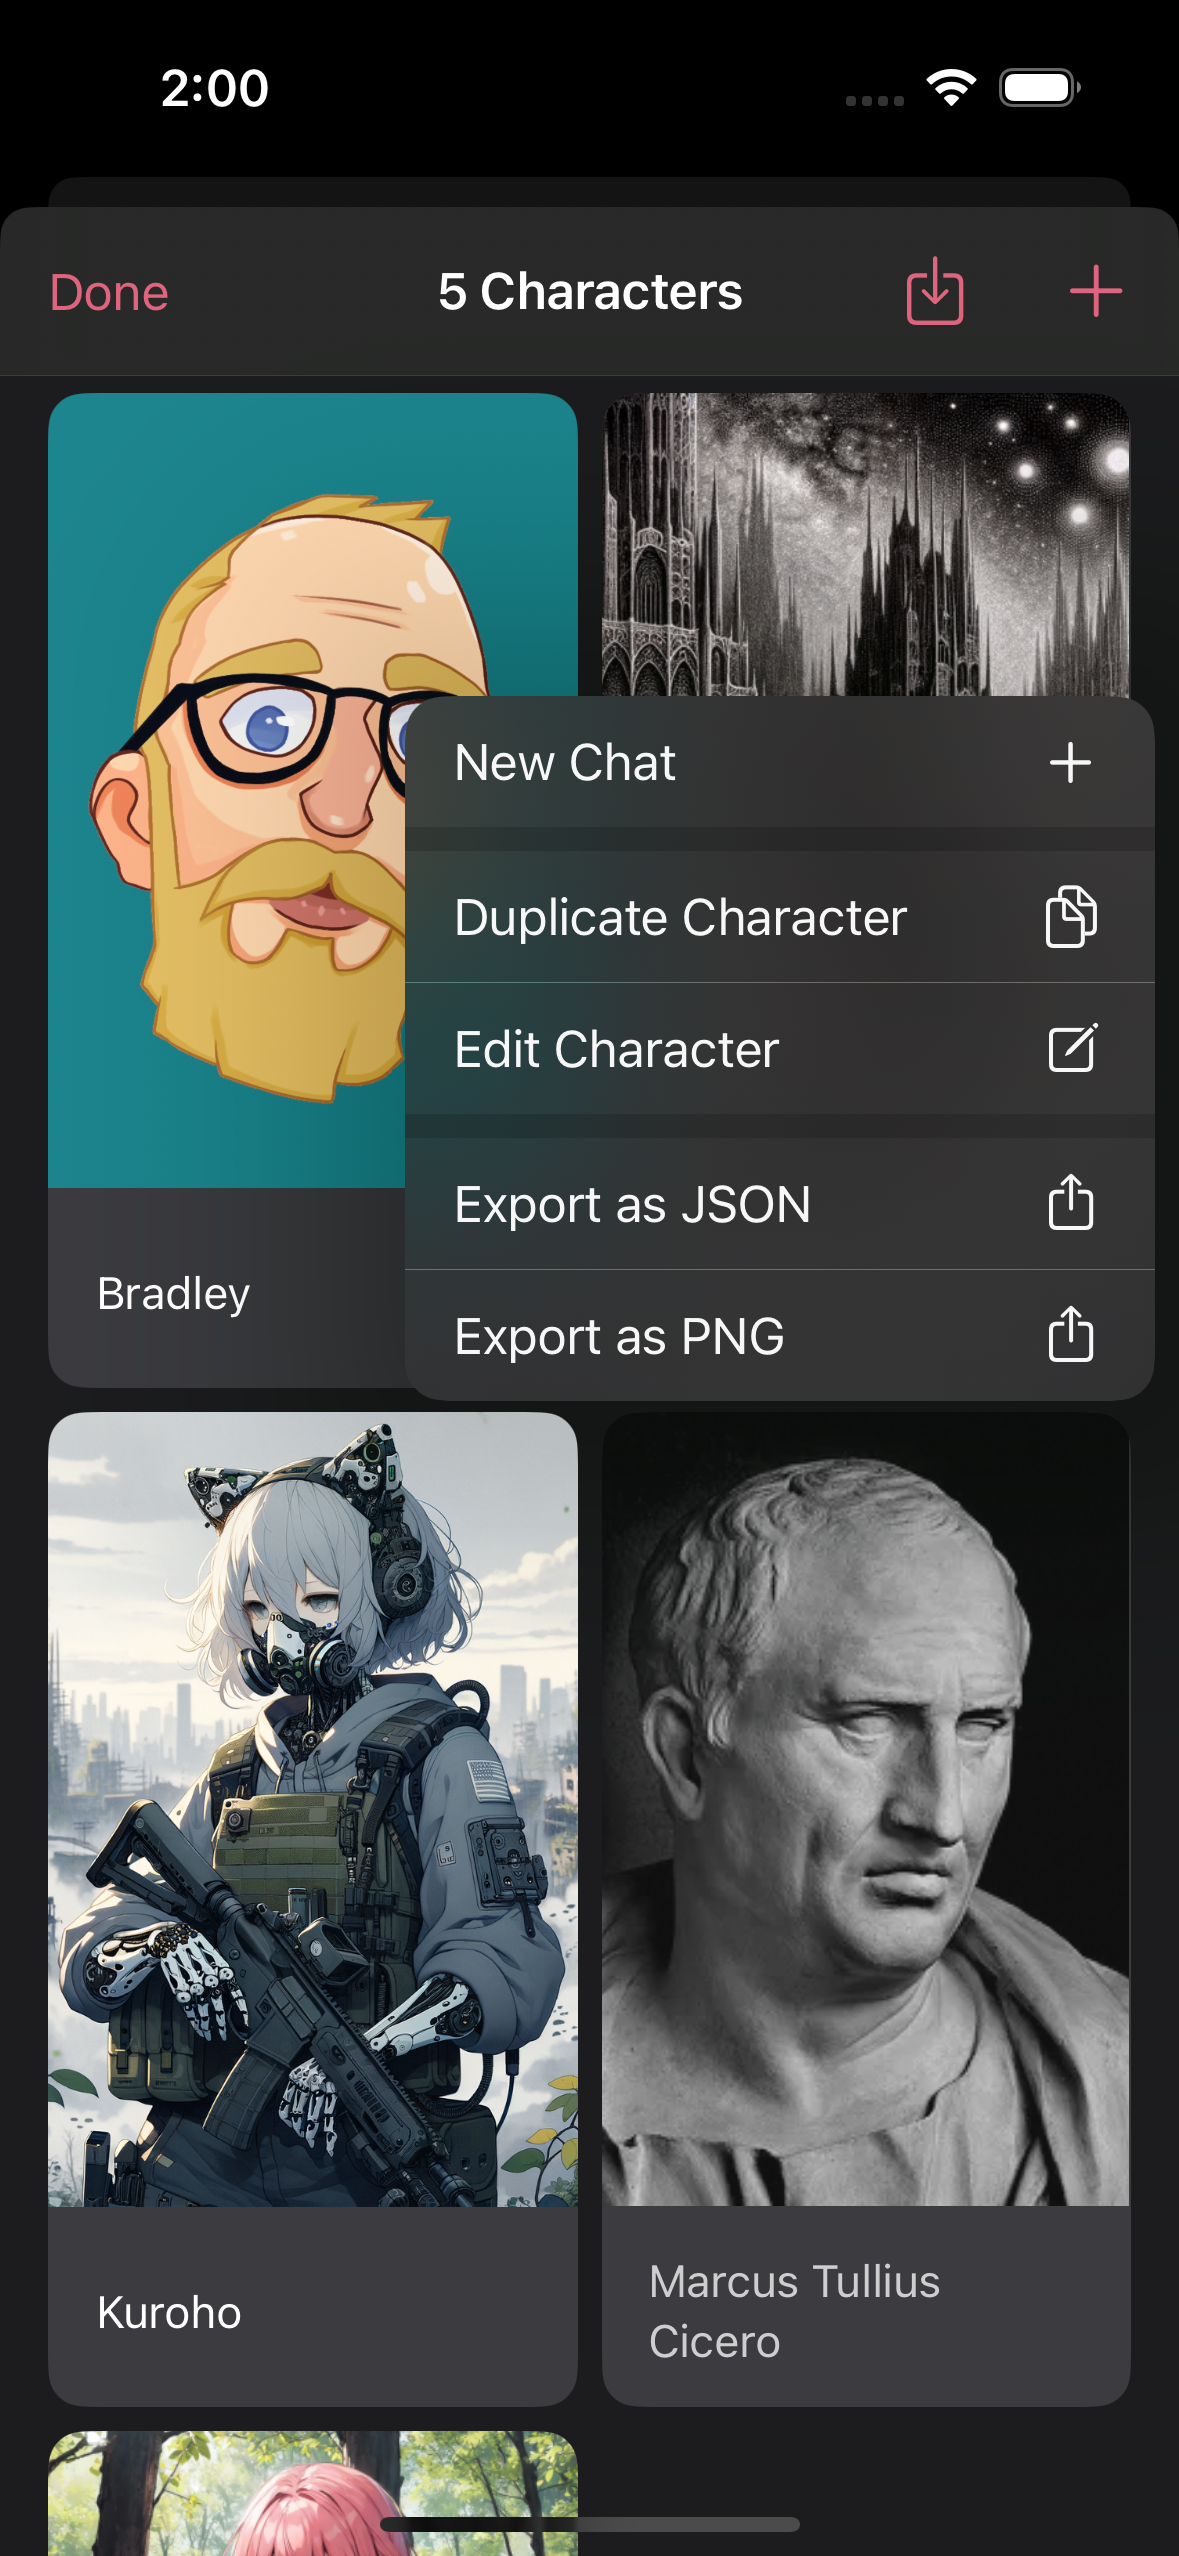 2:00
Done
5 Characters
New Chat
Duplicate Character
Edit Character
Export as JSON
Export as PNG
Bradley
Kuroho
Marcus Tullius
Cicero